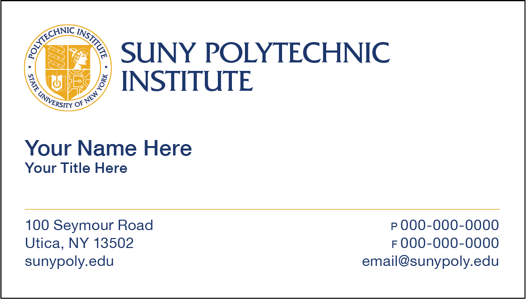 POLYTECHNIC INSTITUTE
STATE UNIVERSITY OF NEW YORK
SUNY POLYTECHNIC
INSTITUTE
Your Name Here
Your Title Here
100 Seymour Road
Utica, NY 13502
sunypoly.edu
P 000-000-0000
F 000-000-0000
email@sunypoly.edu